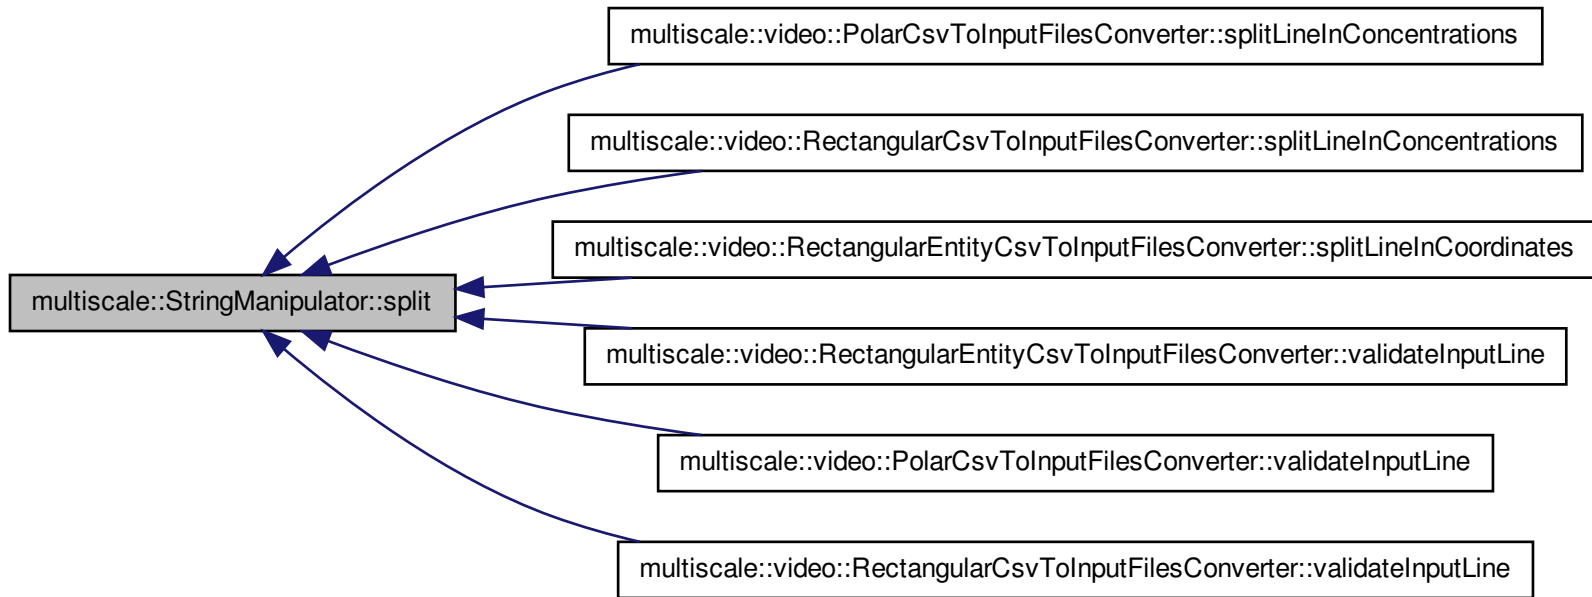 multiscale::video::PolarCsvToInputFilesConverter::splitLineInConcentrations
multiscale::video::RectangularCsvToInputFilesConverter::splitLineInConcentrations
multiscale::video::RectangularEntityCsvToInputFilesConverter::splitLineInCoordinates
multiscale::StringManipulator::split
multiscale::video::RectangularEntityCsvToInputFilesConverter::validateInputLine
multiscale::video::PolarCsvToInputFilesConverter::validateInputLine
multiscale::video::RectangularCsvToInputFilesConverter::validateInputLine